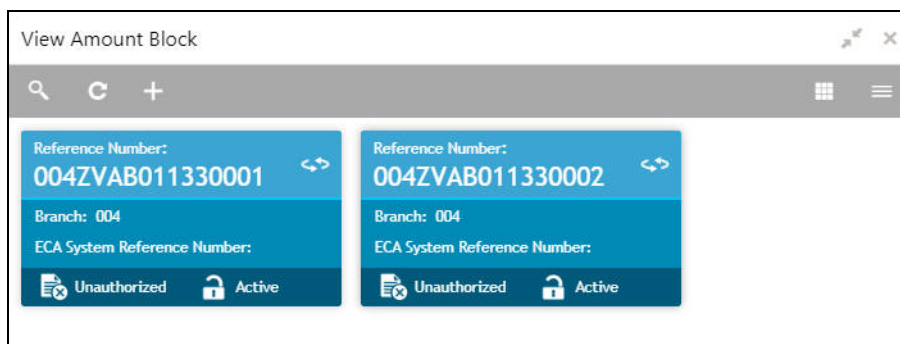 View Amount Block
Reference Number:
004ZVAB011330001
Branch: 004
ECA System Reference Number:
Unauthorized Active
Reference Number:
004ZVAB011330002
Branch: 004
ECA System Reference Number:
Unauthorized Active